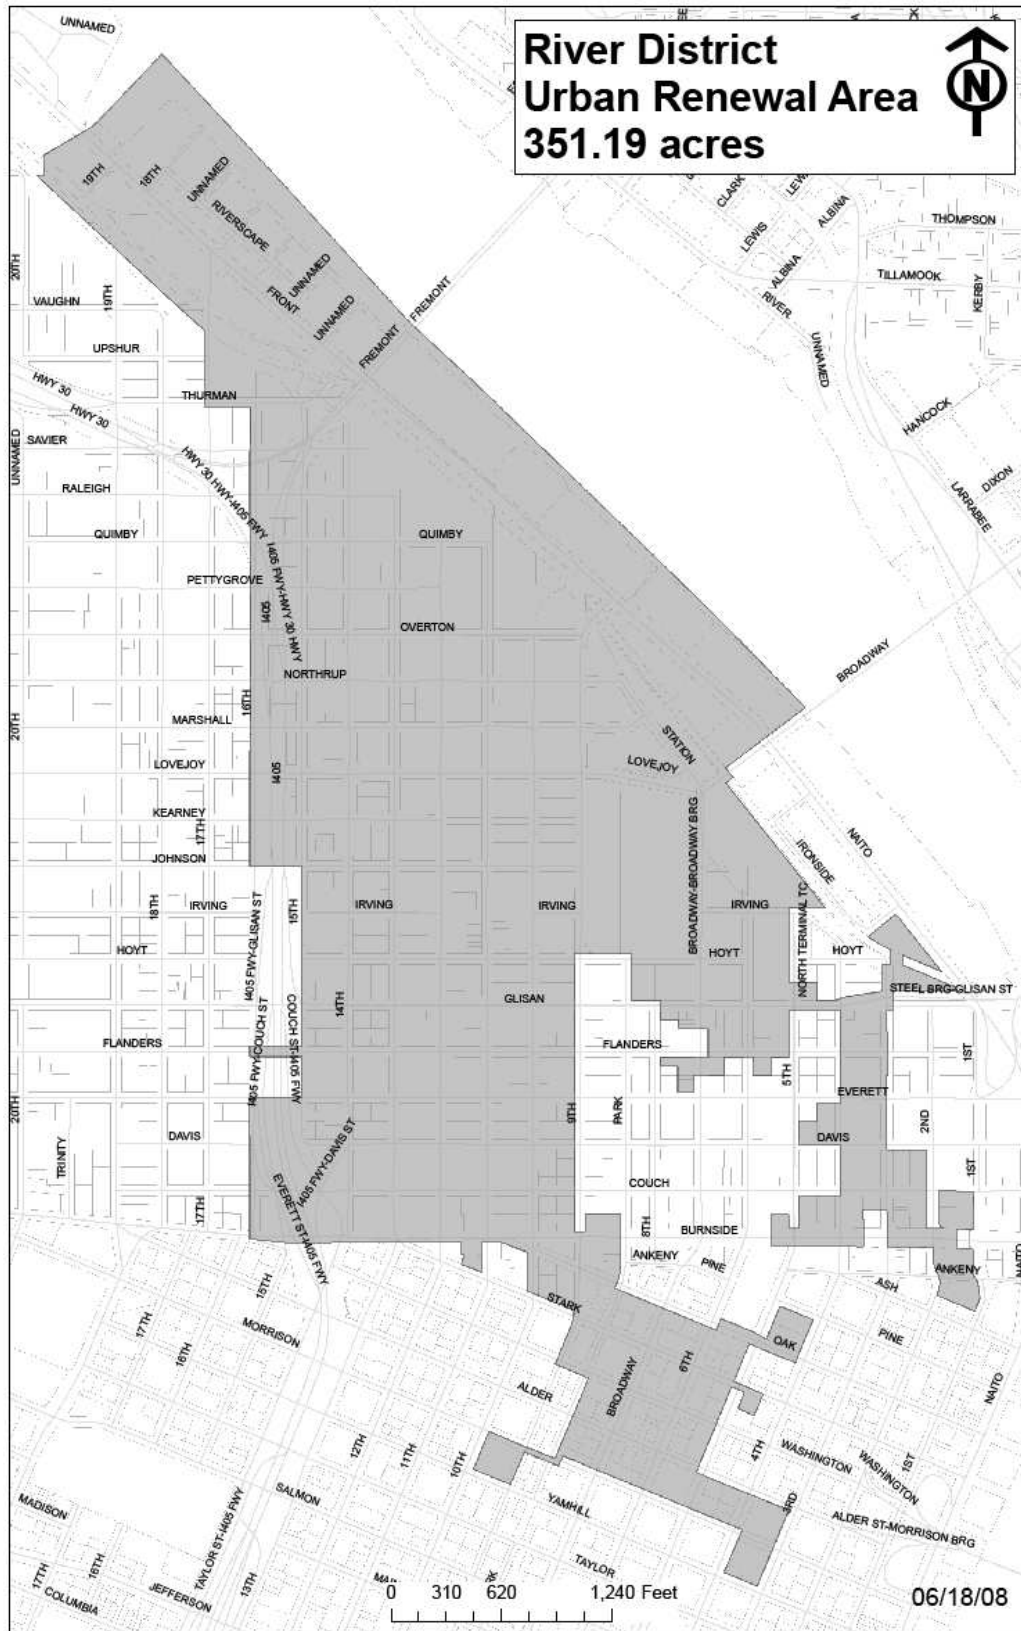 River District
Urban Renewal Area
351.19 acres
N
UNNAMED
19TH
18TH
UNNAMED
RIVERSCAPE
UNNAMED
FRONT
UNNAMED
FREMONT
FREMONT
CLARK
LEWIS
ALBINA
ALBINA
THOMPSON
TILLAMOOK
KERBY
RIVER
UNNAMED
HANCOCK
DIXON
LARRABEE
20TH
VAUGHN
19TH
UPSHUR
HWY 30
HWY 30
THURMAN
UNNAMED
SAVIER
HWY 30 HWY-I405 FWY
RALEIGH
QUIMBY
QUIMBY
PETTYGROVE
I405 FWY-HWY 30 HWY
I405
OVERTON
NORTHRUP
BROADWAY
16TH
20TH
MARSHALL
STATION
LOVEJOY
LOVEJOY
I405
KEARNEY
17TH
JOHNSON
BROADWAY-BROADWAY BRG
IRONSIDE
NAITO
18TH
IRVING
I405 FWY-GLISAN ST
15TH
IRVING
IRVING
IRVING
NORTH TERMINAL TC
HOYT
HOYT
HOYT
GLISAN
STEEL BRG-GLISAN ST
14TH
I405 FWY-COUCH ST
COUCH ST-I405 FWY
FLANDERS
FLANDERS
1ST
5TH
EVERETT
20TH
9TH
PARK
2ND
TRINITY
DAVIS
I405 FWY-DAVIS ST
DAVIS
1ST
EVERETT ST-I405 FWY
COUCH
17TH
8TH
BURNSIDE
ANKENY
PINE
ANKENY
NAITO
15TH
ASH
STARK
17TH
MORRISON
16TH
OAK
PINE
BROADWAY
6TH
ALDER
NAITO
12TH
11TH
10TH
4TH
WASHINGTON
WASHINGTON
1ST
SALMON
YAMHILL
3RD
ALDER ST-MORRISON BRG
MADISON
TAYLOR ST-I405 FWY
TAYLOR
17TH
16TH
JEFFERSON
13TH
COLUMBIA
0 310 620 1,240 Feet
06/18/08